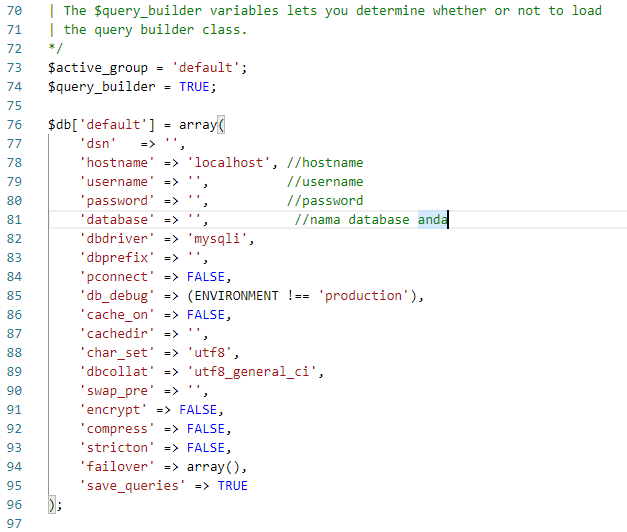 70 | The $query_builder variables lets you determine whether or not to load
71 | the query builder class.
72 */
73 $active_group = 'default';
74 $query_builder = TRUE;
75
76 $db['default'] = array(
77     'dsn'   => '',
78     'hostname' => 'localhost', //hostname
79     'username' => '',          //username
80     'password' => '',          //password
81     'database' => '',           //nama database anda
82     'dbdriver' => 'mysqli',
83     'dbprefix' => '',
84     'pconnect' => FALSE,
85     'db_debug' => (ENVIRONMENT !== 'production'),
86     'cache_on' => FALSE,
87     'cachedir' => '',
88     'char_set' => 'utf8',
89     'dbcollat' => 'utf8_general_ci',
90     'swap_pre' => '',
91     'encrypt' => FALSE,
92     'compress' => FALSE,
93     'stricton' => FALSE,
94     'failover' => array(),
95     'save_queries' => TRUE
96 );
97